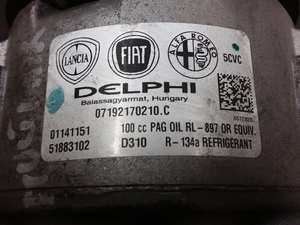 LANCIA FIAT ALFA ROMEO 5CVC
DELPHI
Balassagyarmat, Hungary
07192170210.C
01141151 100 cc PAG OIL RL-897 OR EQUIV.
51883102 D310 R-134a REFRIGERANT